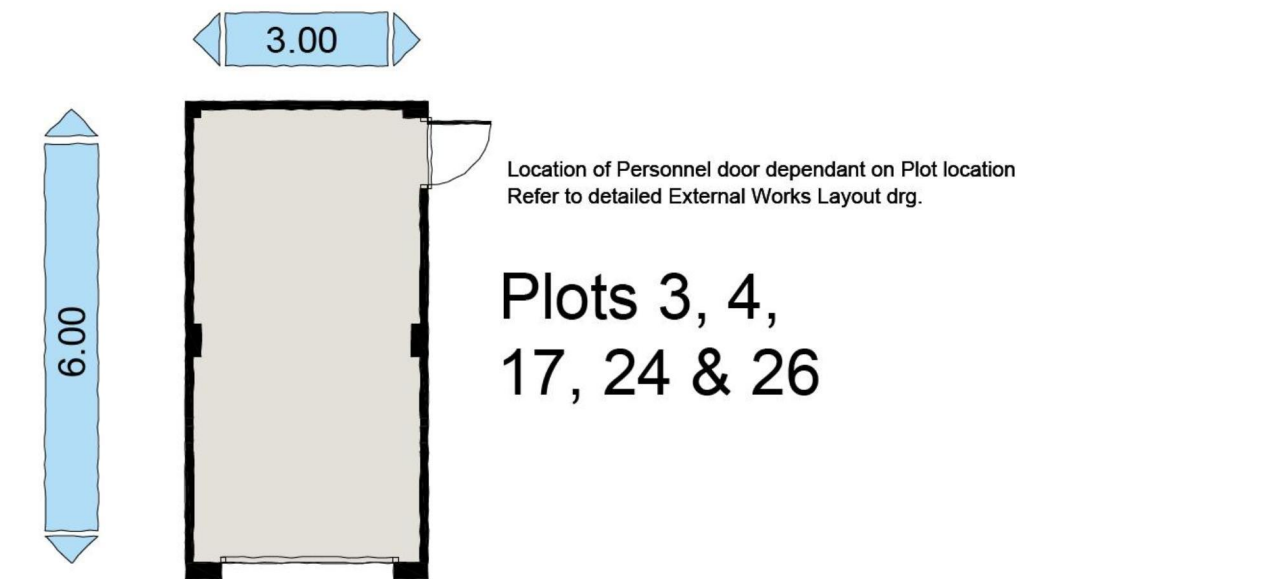 3.00
Location of Personnel door dependant on Plot location
Refer to detailed External Works Layout drg.
6.00
Plots 3, 4,
17, 24 & 26